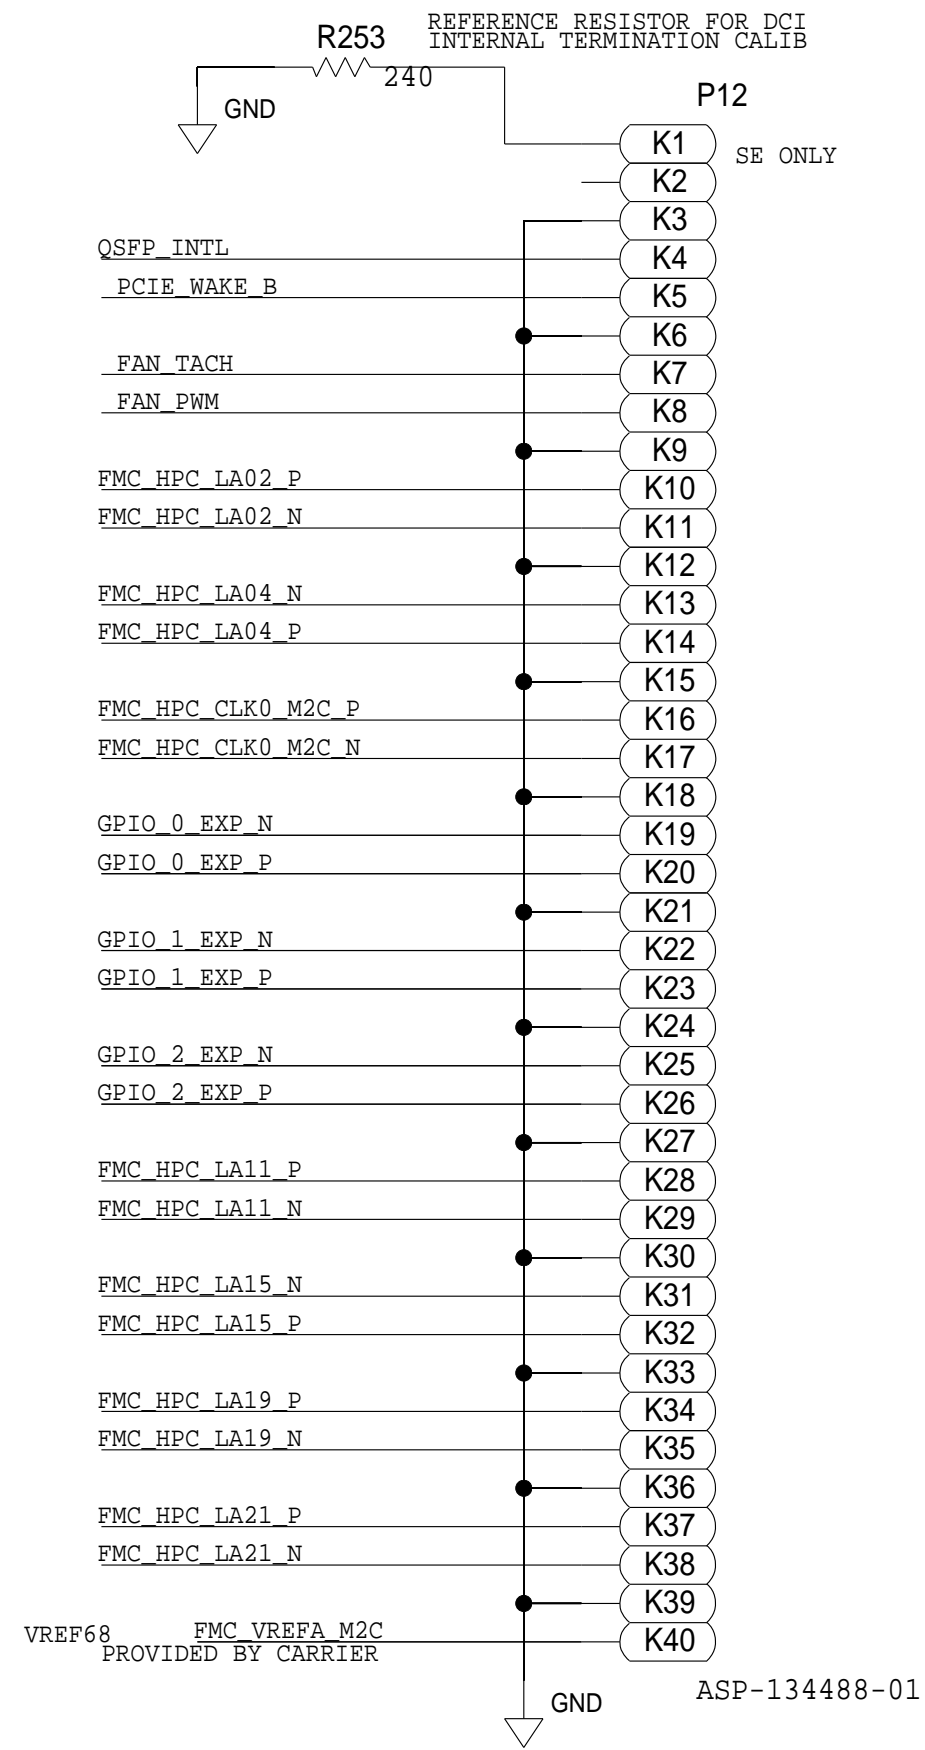 REFERENCE RESISTOR FOR DCI
INTERNAL TERMINATION CALIB
R253
240
GND
P12
K1
SE ONLY
K2
K3
QSFP_INTL K4
PCIE_WAKE_B K5
K6
FAN_TACH K7
FAN_PWM K8
K9
FMC_HPC_LA02_P K10
FMC_HPC_LA02_N K11
K12
FMC_HPC_LA04_N K13
FMC_HPC_LA04_P K14
K15
FMC_HPC_CLK0_M2C_P K16
FMC_HPC_CLK0_M2C_N K17
K18
GPIO_0_EXP_N K19
GPIO_0_EXP_P K20
K21
GPIO_1_EXP_N K22
GPIO_1_EXP_P K23
K24
GPIO_2_EXP_N K25
GPIO_2_EXP_P K26
K27
FMC_HPC_LA11_P K28
FMC_HPC_LA11_N K29
K30
FMC_HPC_LA15_N K31
FMC_HPC_LA15_P K32
K33
FMC_HPC_LA19_P K34
FMC_HPC_LA19_N K35
K36
FMC_HPC_LA21_P K37
FMC_HPC_LA21_N K38
K39
VREF68 FMC_VREFA_M2C K40
PROVIDED BY CARRIER
ASP-134488-01
GND